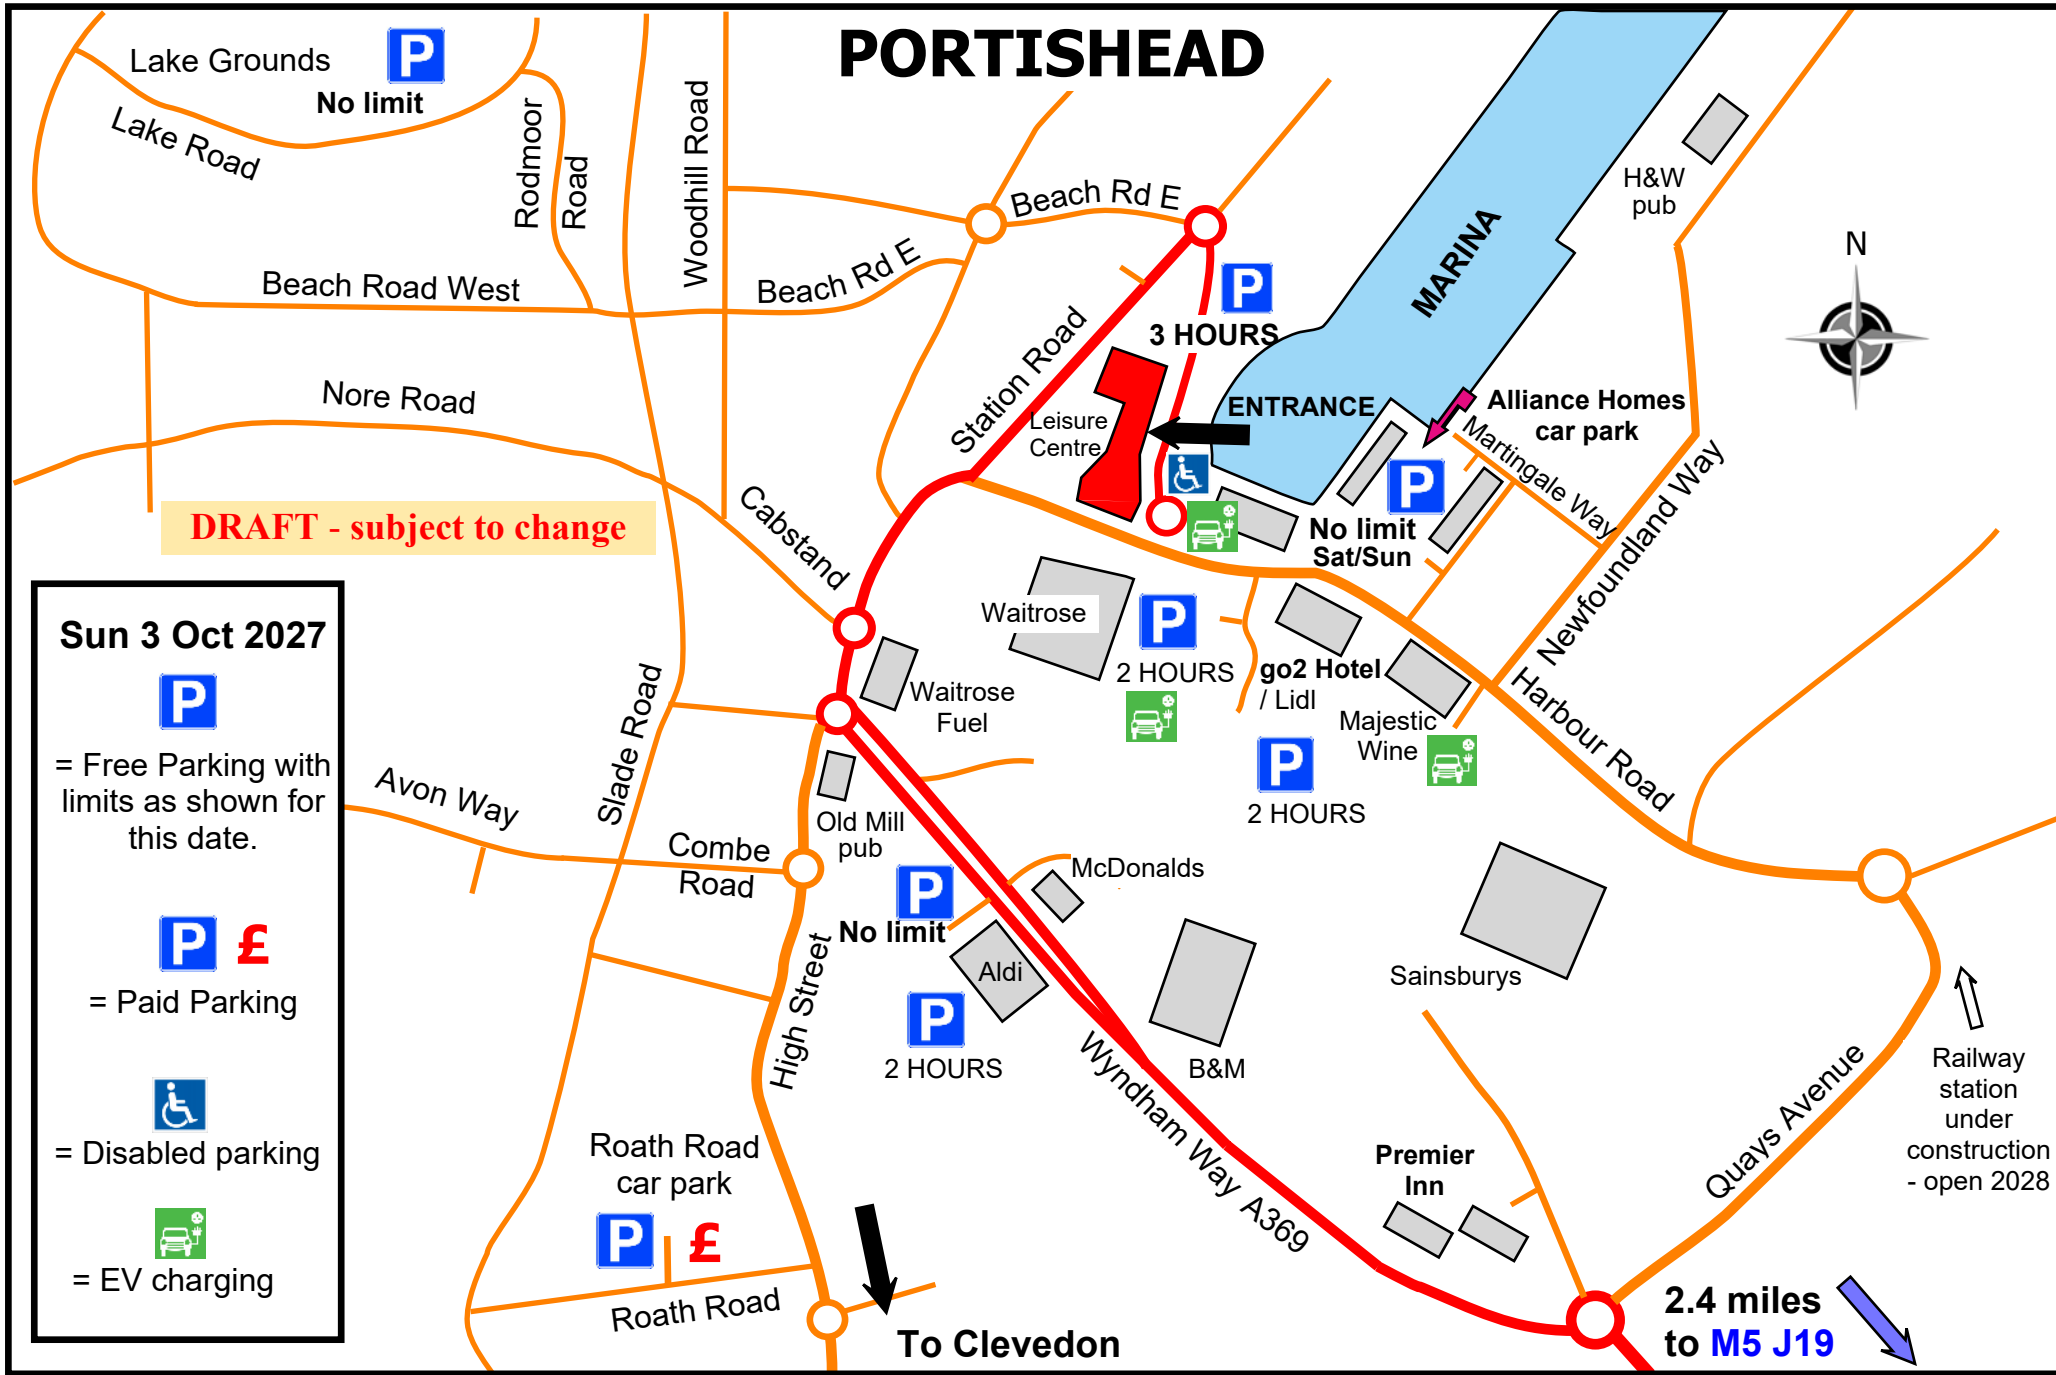 PORTISHEAD
Lake Grounds
P
No limit
Lake Road
Rodmoor
Road
Woodhill Road
Beach Rd E
Beach Rd E
Beach Road West
H&W
pub
N
MARINA
P
3 HOURS
Station Road
Nore Road
Leisure
Centre
ENTRANCE
Alliance Homes
car park
Martingale Way
P
No limit
Sat/Sun
Newfoundland Way
Cabstand
DRAFT - subject to change
Waitrose
P
2 HOURS
go2 Hotel
/ Lidl
P
2 HOURS
Majestic
Wine
Harbour Road
Waitrose
Fuel
Slade Road
Avon Way
Combe
Road
Old Mill
pub
McDonalds
P
No limit
Aldi
P
2 HOURS
High Street
Sainsburys
B&M
Wyndham Way A369
Quays Avenue
Railway
station
under
construction
- open 2028
Premier
Inn
Roath Road
car park
P £
Roath Road
To Clevedon
2.4 miles
to M5 J19
Sun 3 Oct 2027
P
= Free Parking with
limits as shown for
this date.
P £
= Paid Parking
= Disabled parking
= EV charging